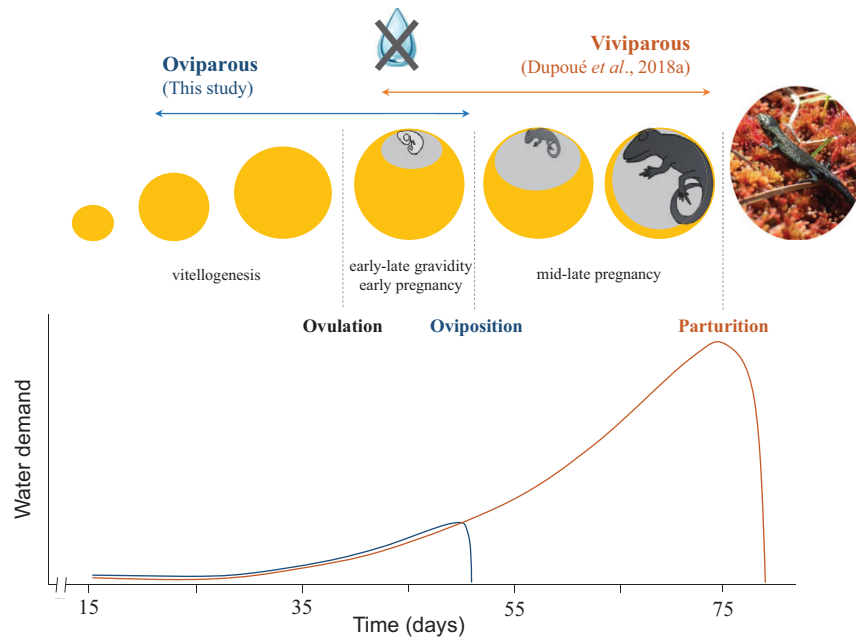 Oviparous
(This study)
Viviparous
(Dupoué et al., 2018a)
vitellogenesis
early-late gravidity
early pregnancy
mid-late pregnancy
Ovulation
Oviposition
Parturition
Water demand
15
35
55
75
Time (days)